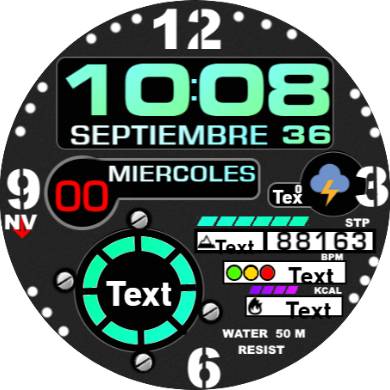 12
10:08
SEPTIEMBRE 36
MIERCOLES
9
00
0
Tex
3
NV
STP
Text
88163
BPM
Text
KCAL
Text
Text
WATER 50 M
RESIST
6